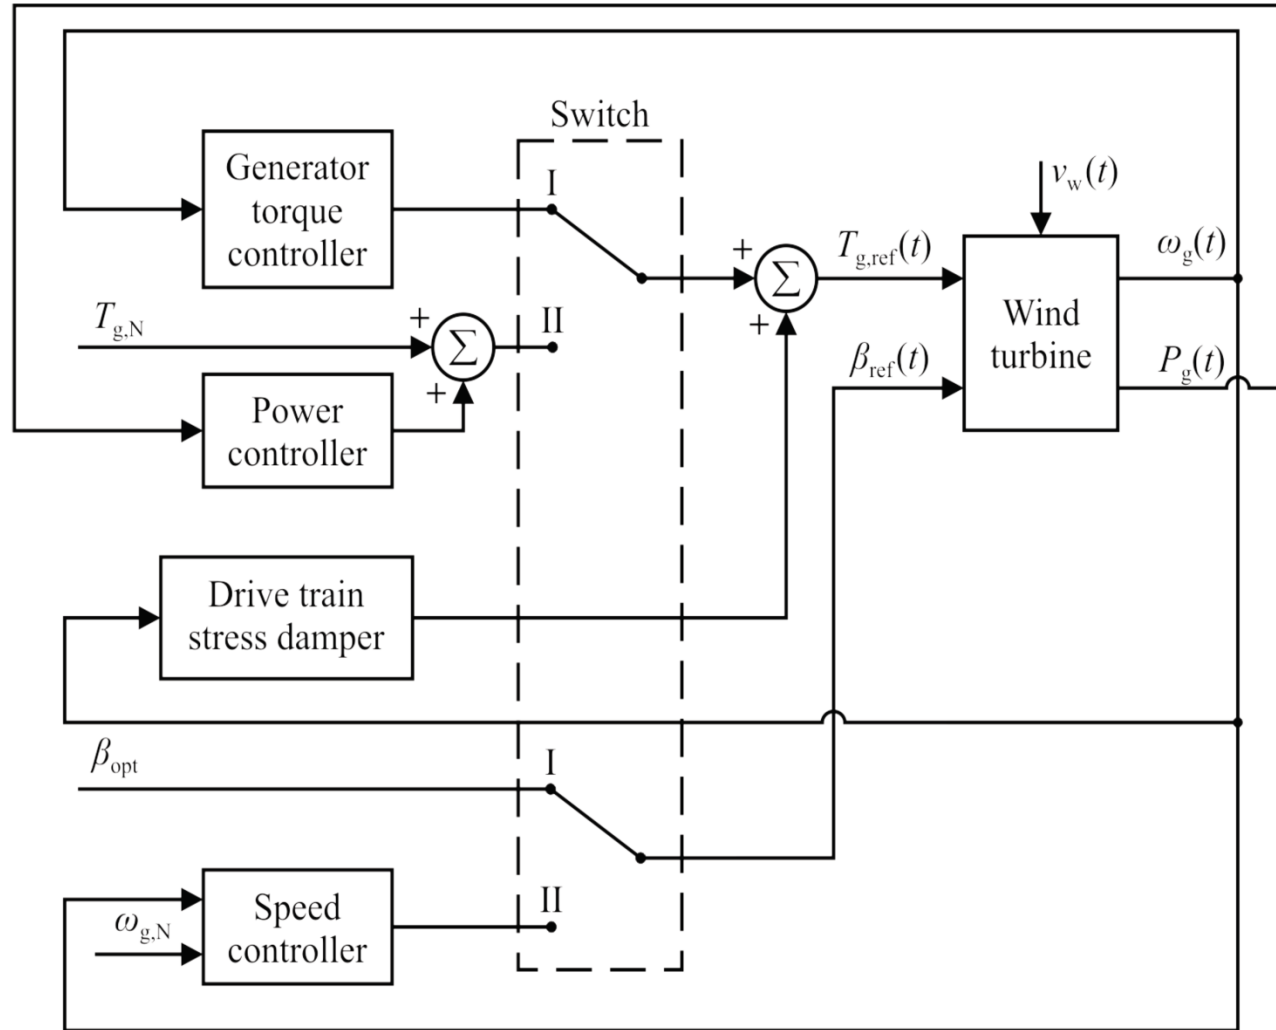 Switch
Generator
torque
controller
I
v_w(t)
+
T_g,ref(t)
ω_g(t)
Σ
T_g,N
+
II
+
Wind
turbine
Σ
β_ref(t)
P_g(t)
+
Power
controller
Drive train
stress damper
β_opt
I
II
Speed
controller
ω_g,N